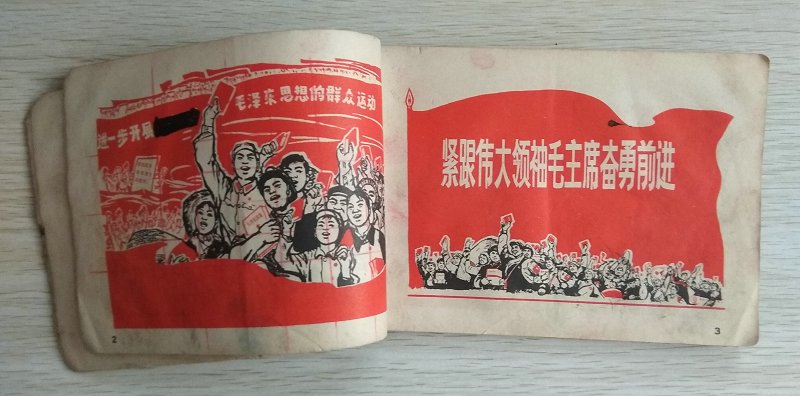 进一步开展
毛泽东思想的群众运动
2
紧跟伟大领袖毛主席奋勇前进
3